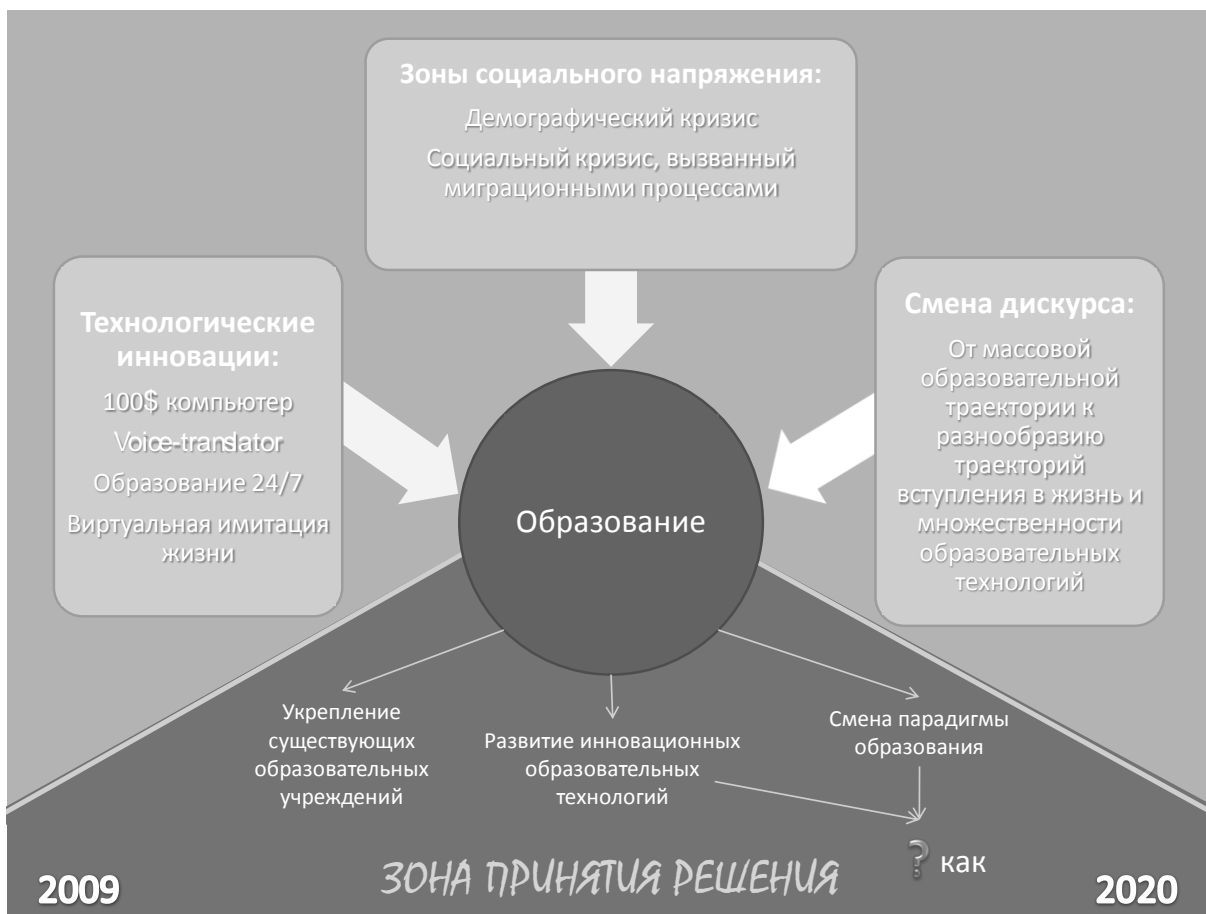 Зоны социального напряжения:
Демографический кризис
Социальный кризис, вызванный
миграционными процессами
Технологические
инновации:
100$ компьютер
Voice-translator
Образование 24/7
Виртуальная имитация
жизни
Смена дискурса:
От массовой
образовательной
траектории к
разнообразию
траекторий
вступления в жизнь и
множественности
образовательных
технологий
Образование
Укрепление
существующих
образовательных
учреждений
Развитие инновационных
образовательных
технологий
Смена парадигмы
образования
? как
2009
ЗОНА ПРИНЯТИЯ РЕШЕНИЯ
2020